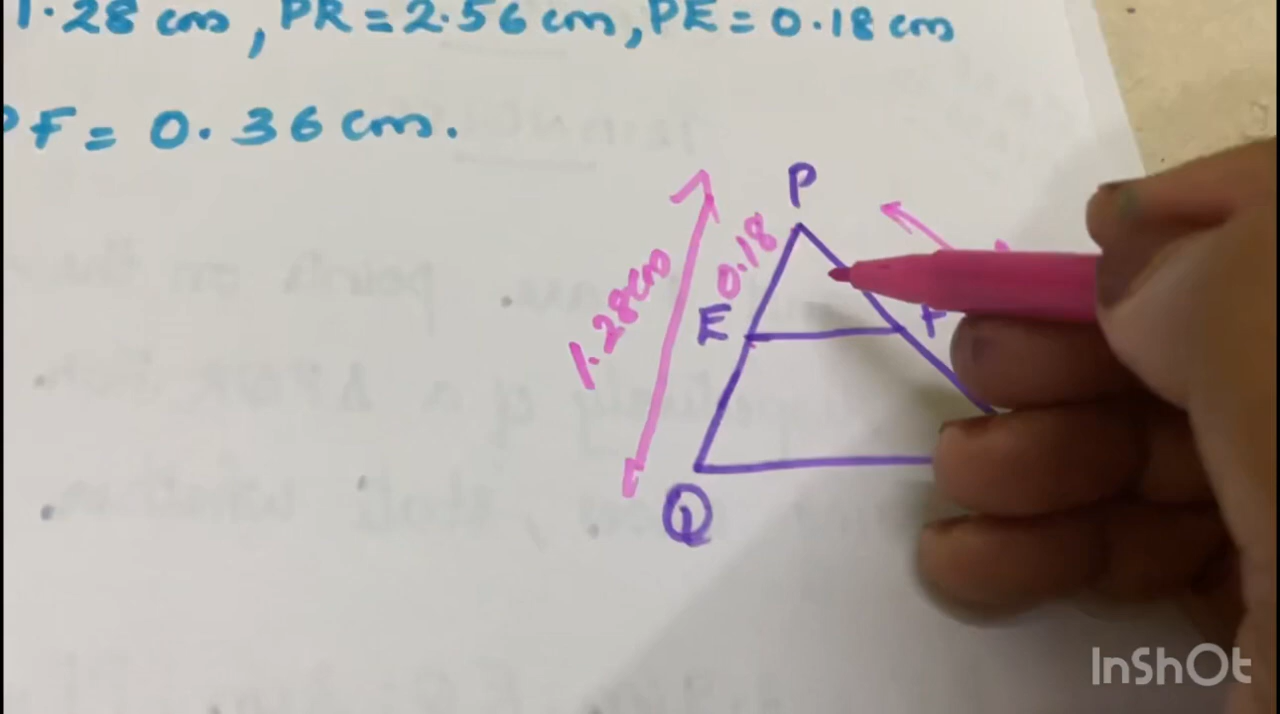 1.28 cm, PR = 2.56 cm, PE = 0.18 cm
PF = 0.36 cm.
P
0.18
1.28cm
E
F
Q
InShOt